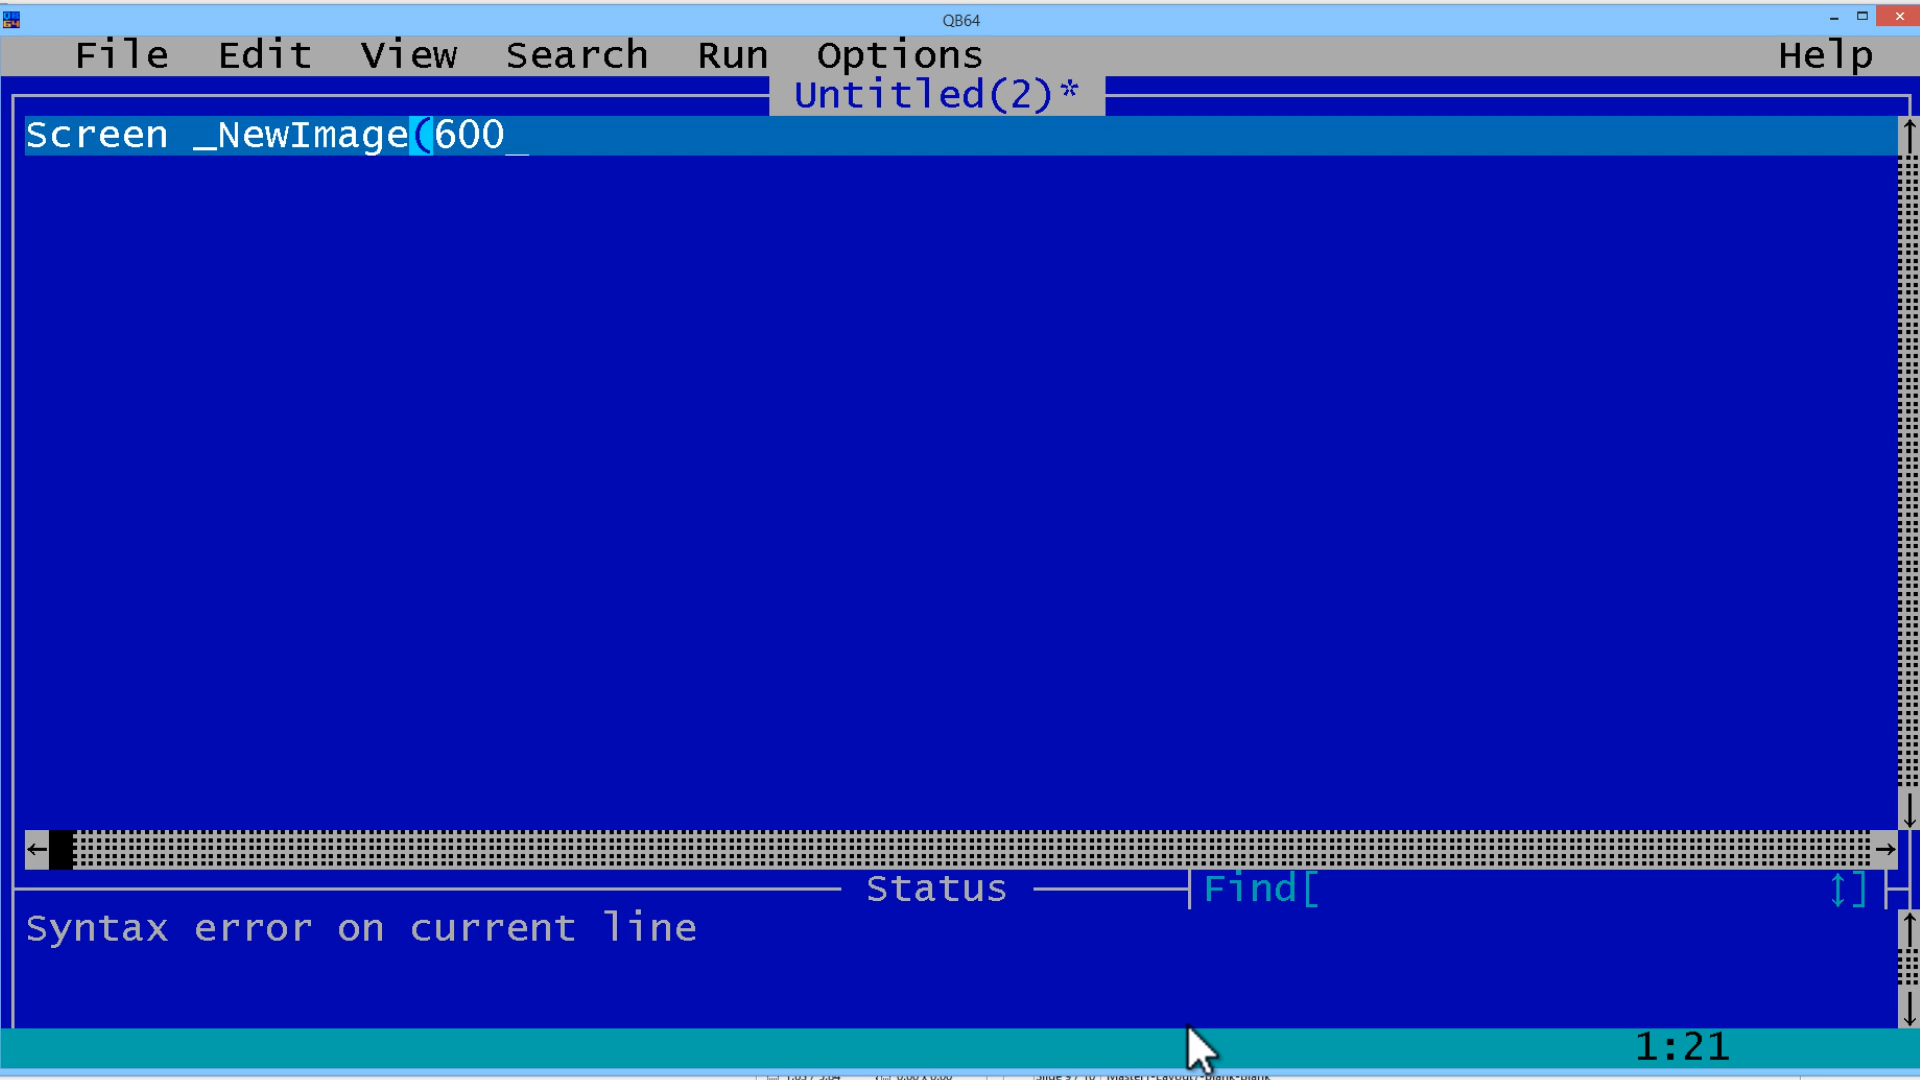 QB64
File Edit View Search Run Options Help
Untitled(2)*
Screen _NewImage(600_
Status Find[ ↕]
Syntax error on current line
1:21